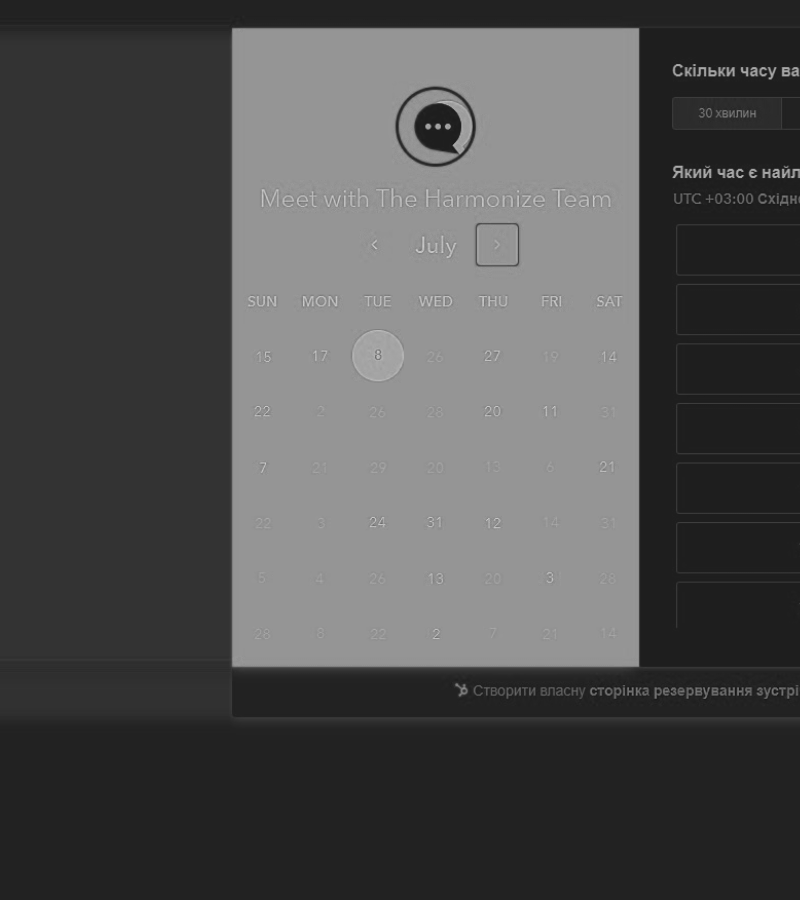 Meet with The Harmonize Team
July
SUN MON TUE WED THU FRI SAT
15 17 8 26 27 19 14
22 2 26 28 20 11 31
7 21 29 20 13 6 21
22 3 24 31 12 14 31
5 4 26 13 20 3 28
28 8 22 2 7 21 14
Скільки часу ва
30 хвилин
Який час є найл
UTC +03:00 Східн
Створити власну сторінка резервування зустрі